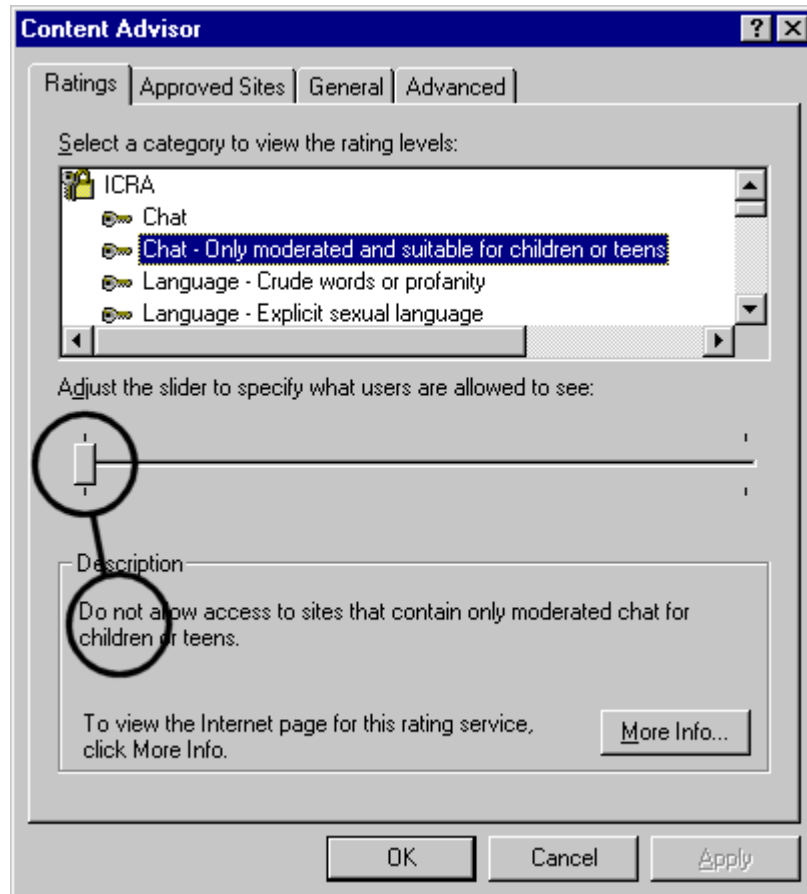 Content Advisor
Ratings Approved Sites General Advanced
Select a category to view the rating levels:
ICRA
Chat
Chat - Only moderated and suitable for children or teens
Language - Crude words or profanity
Language - Explicit sexual language
Adjust the slider to specify what users are allowed to see:
Description
Do not allow access to sites that contain only moderated chat for
children or teens.
To view the Internet page for this rating service,
click More Info.
More Info...
OK Cancel Apply